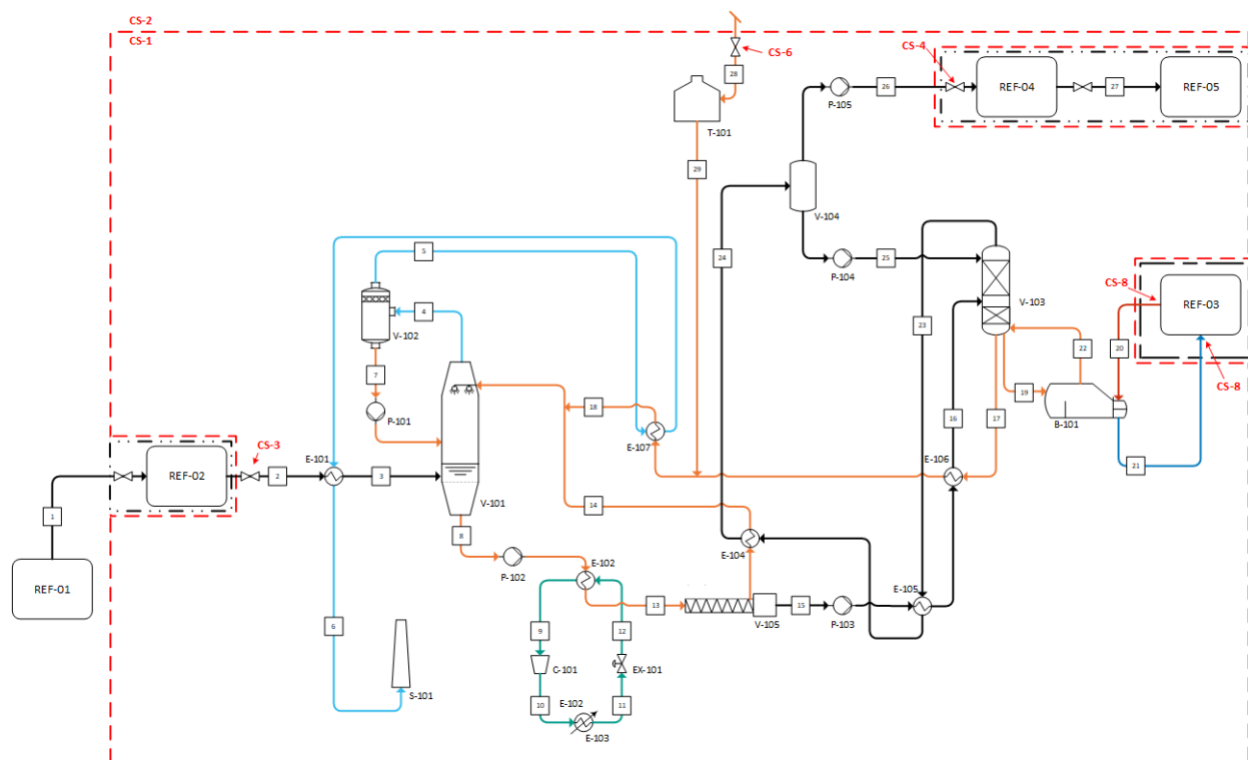 CS-2
CS-1
CS-6
28
T-101
29
CS-4
REF-04
27
REF-05
P-105
26
V-104
24
P-104
25
V-103
CS-8
REF-03
CS-8
5
4
V-102
7
P-101
23
22
20
19
B-101
21
18
E-107
16
17
E-106
CS-3
REF-02
2
E-101
3
V-101
14
1
REF-01
8
P-102
E-102
E-104
E-105
13
V-105
15
P-103
6
S-101
9
12
C-101
EX-101
10
E-102
11
E-103